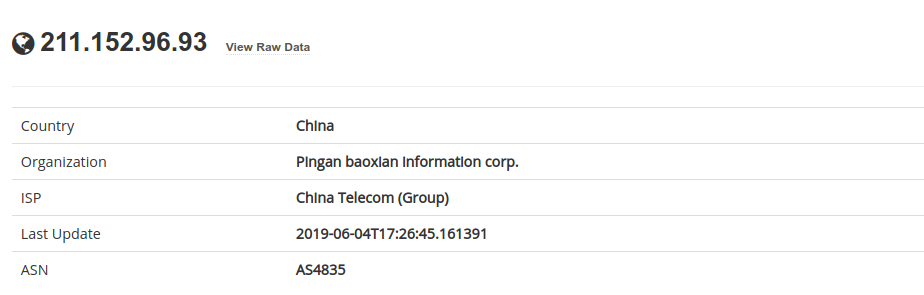 211.152.96.93 View Raw Data
Country China
Organization Pingan baoxian information corp.
ISP China Telecom (Group)
Last Update 2019-06-04T17:26:45.161391
ASN AS4835